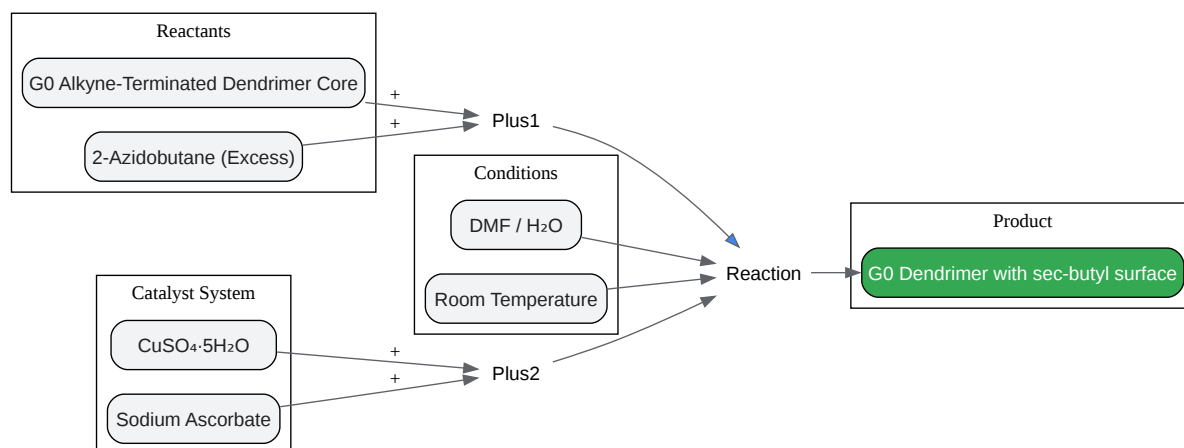 Reactants
G0 Alkyne-Terminated Dendrimer Core
2-Azidobutane (Excess)
+
+
Plus1
Conditions
DMF / H₂O
Room Temperature
Catalyst System
CuSO₄·5H₂O
Sodium Ascorbate
+
+
Plus2
Reaction
Product
G0 Dendrimer with sec-butyl surface